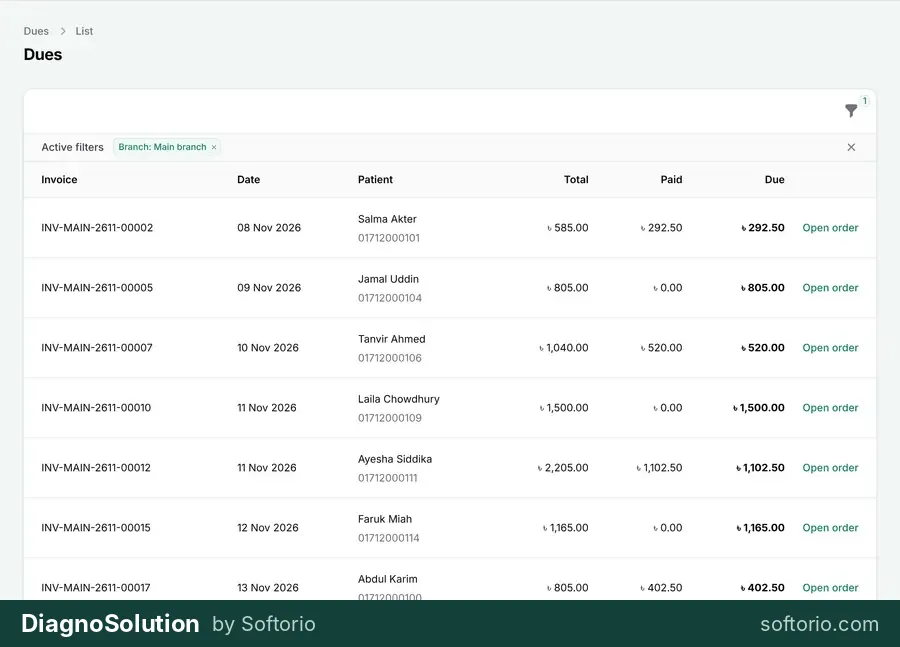 Dues > List
Dues
1
Active filters Branch: Main branch ×
Invoice Date Patient Total Paid Due
INV-MAIN-2611-00002 08 Nov 2026 Salma Akter ৳ 585.00 ৳ 292.50 ৳ 292.50 Open order
01712000101
INV-MAIN-2611-00005 09 Nov 2026 Jamal Uddin ৳ 805.00 ৳ 0.00 ৳ 805.00 Open order
01712000104
INV-MAIN-2611-00007 10 Nov 2026 Tanvir Ahmed ৳ 1,040.00 ৳ 520.00 ৳ 520.00 Open order
01712000106
INV-MAIN-2611-00010 11 Nov 2026 Laila Chowdhury ৳ 1,500.00 ৳ 0.00 ৳ 1,500.00 Open order
01712000109
INV-MAIN-2611-00012 11 Nov 2026 Ayesha Siddika ৳ 2,205.00 ৳ 1,102.50 ৳ 1,102.50 Open order
01712000111
INV-MAIN-2611-00015 12 Nov 2026 Faruk Miah ৳ 1,165.00 ৳ 0.00 ৳ 1,165.00 Open order
01712000114
INV-MAIN-2611-00017 13 Nov 2026 Abdul Karim ৳ 805.00 ৳ 402.50 ৳ 402.50 Open order
01712000100
DiagnoSolution by Softorio softorio.com